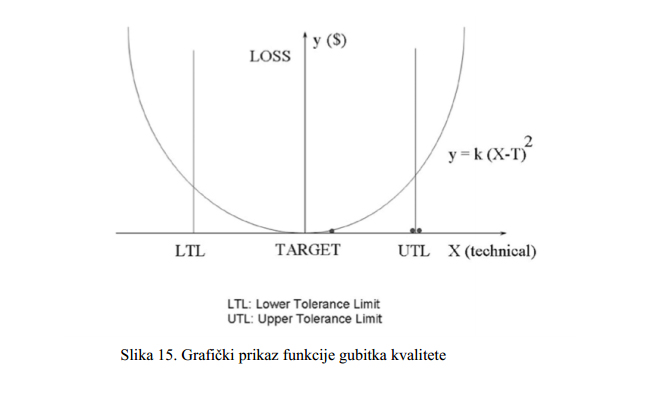 y ($)
LOSS
y = k (X-T)²
LTL
TARGET
UTL
X (technical)
LTL: Lower Tolerance Limit
UTL: Upper Tolerance Limit
Slika 15. Grafički prikaz funkcije gubitka kvalitete